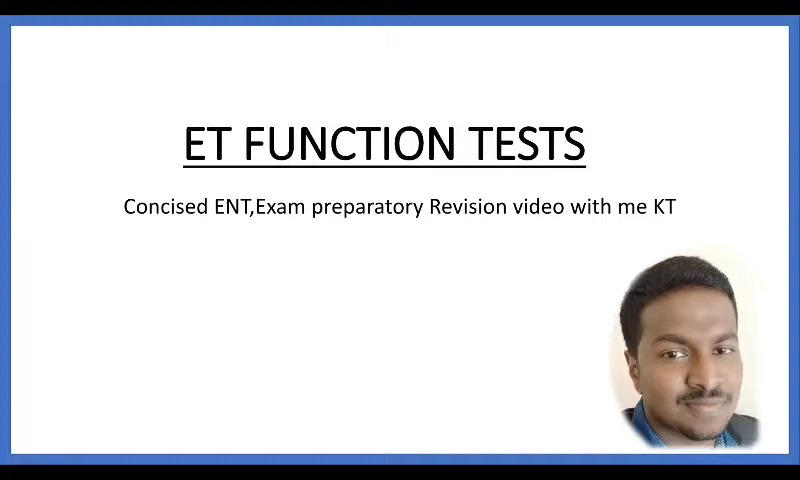 ET FUNCTION TESTS
Concised ENT,Exam preparatory Revision video with me KT